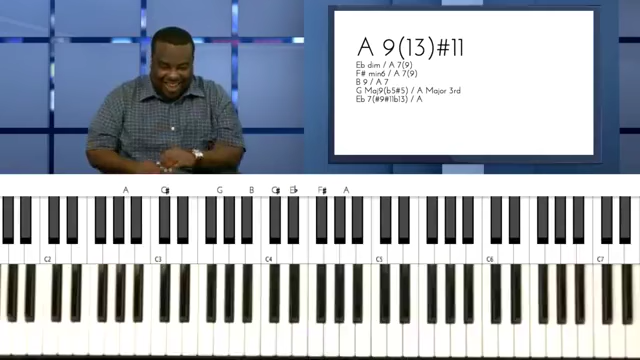 A 9(13)#11
Eb dim / A 7(9)
F# min6 / A 7(9)
B 9 / A 7
G Maj9(b5#5) / A Major 3rd
Eb 7(#9#11b13) / A
A C# G B C# Eb F# A
C2 C3 C4 C5 C6 C7